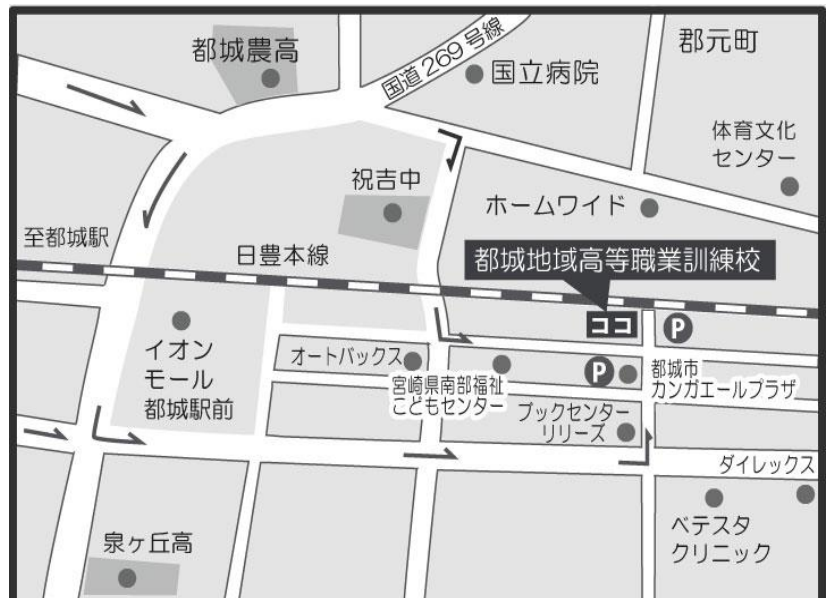 都城農高
国道269号線
国立病院
郡元町
体育文化
センター
祝吉中
ホームワイド
至都城駅
日豊本線
都城地域高等職業訓練校
ココ
P
イオン
モール
都城駅前
オートバックス
宮崎県南部福祉
こどもセンター
P
都城市
カンガエールプラザ
ブックセンター
リリーズ
ダイレックス
ベテスタ
クリニック
泉ヶ丘高